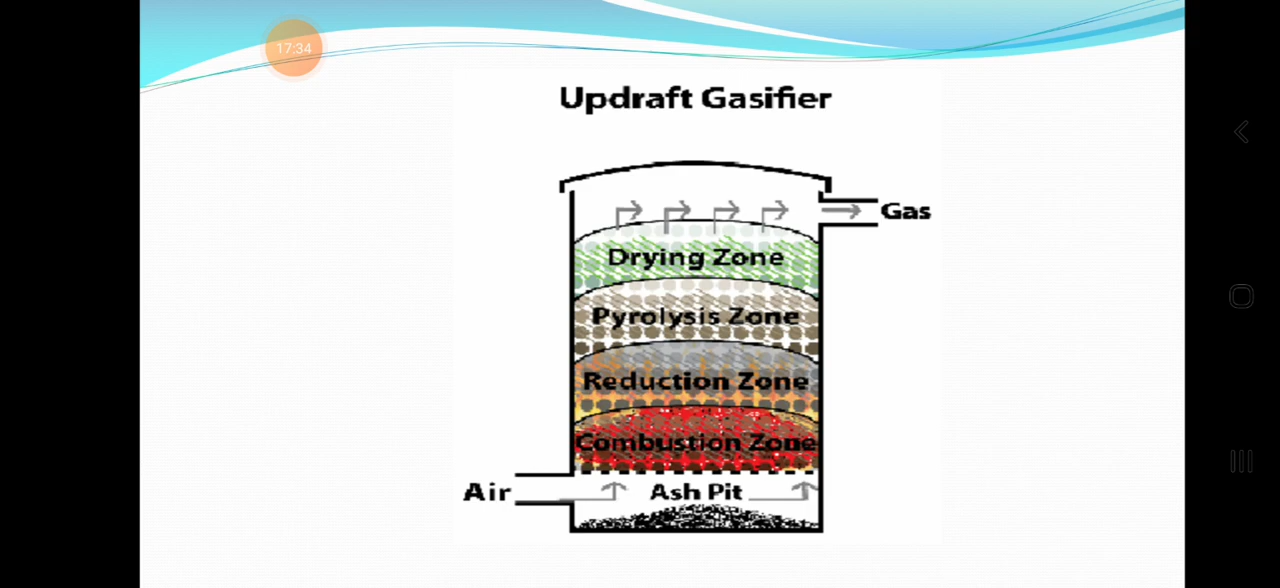 17:34
Updraft Gasifier
Gas
Drying Zone
Pyrolysis Zone
Reduction Zone
Combustion Zone
Air
Ash Pit